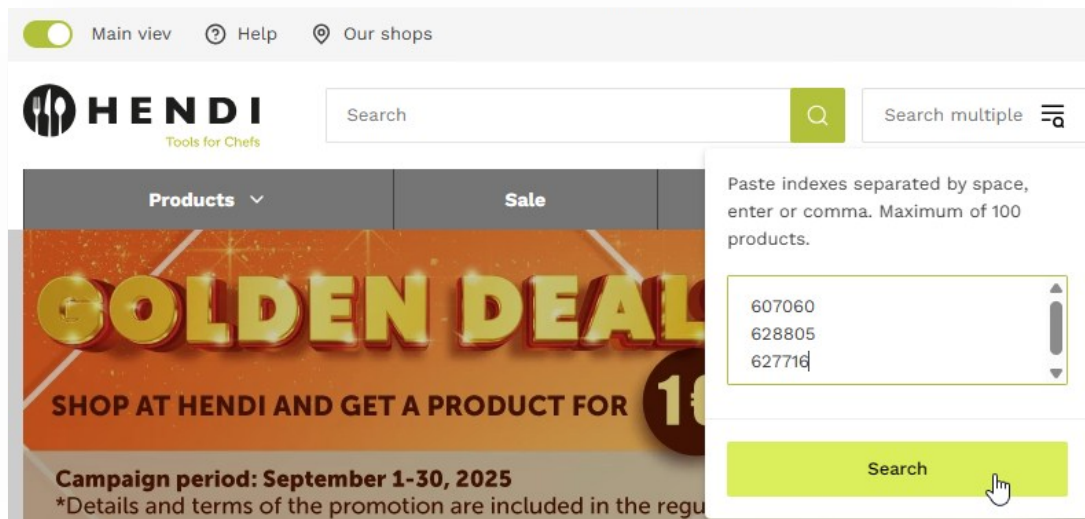 Main viev
Help
Our shops
HENDI
Tools for Chefs
Search
Search multiple
Products
Sale
Paste indexes separated by space,
enter or comma. Maximum of 100
products.
607060
628805
627716
Search
GOLDEN DEAL
SHOP AT HENDI AND GET A PRODUCT FOR
Campaign period: September 1-30, 2025
*Details and terms of the promotion are included in the regu